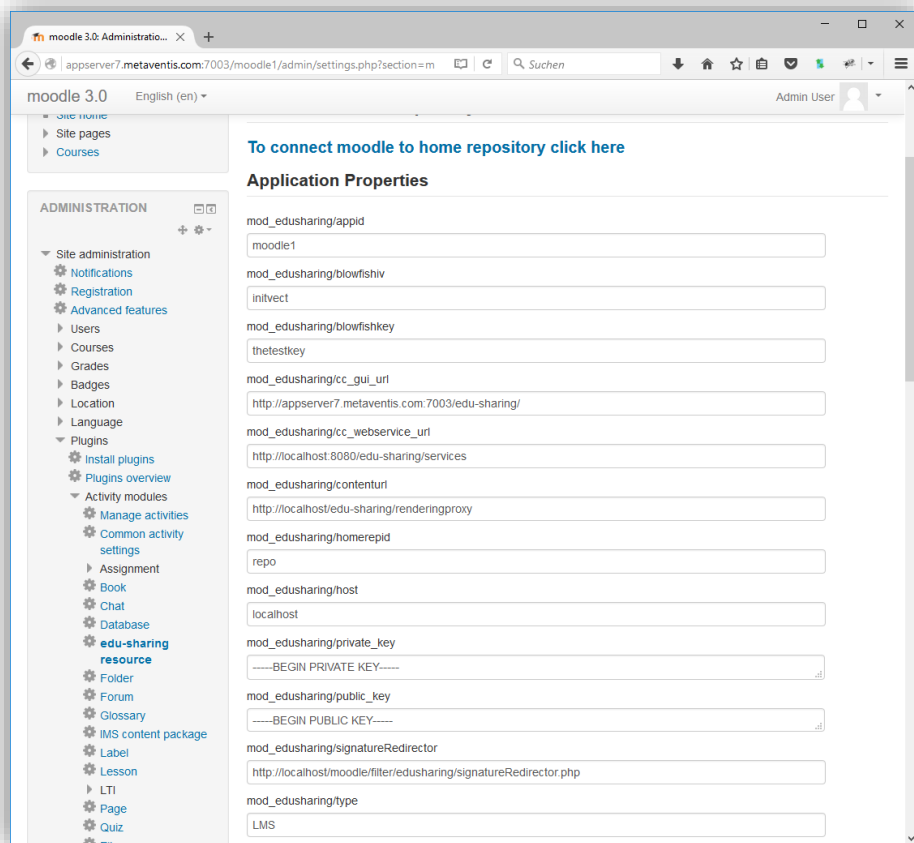 moodle 3.0: Administratio...
appserver7.metaventis.com:7003/moodle1/admin/settings.php?section=m
Suchen
moodle 3.0 English (en)
Admin User
Site home
Site pages
Courses
ADMINISTRATION
Site administration
Notifications
Registration
Advanced features
Users
Courses
Grades
Badges
Location
Language
Plugins
Install plugins
Plugins overview
Activity modules
Manage activities
Common activity
settings
Assignment
Book
Chat
Database
edu-sharing
resource
Folder
Forum
Glossary
IMS content package
Label
Lesson
LTI
Page
Quiz
To connect moodle to home repository click here
Application Properties
mod_edusharing/appid
moodle1
mod_edusharing/blowfishiv
initvect
mod_edusharing/blowfishkey
thetestkey
mod_edusharing/cc_gui_url
http://appserver7.metaventis.com:7003/edu-sharing/
mod_edusharing/cc_webservice_url
http://localhost:8080/edu-sharing/services
mod_edusharing/contenturl
http://localhost/edu-sharing/renderingproxy
mod_edusharing/homerepid
repo
mod_edusharing/host
localhost
mod_edusharing/private_key
-----BEGIN PRIVATE KEY-----
mod_edusharing/public_key
-----BEGIN PUBLIC KEY-----
mod_edusharing/signatureRedirector
http://localhost/moodle/filter/edusharing/signatureRedirector.php
mod_edusharing/type
LMS